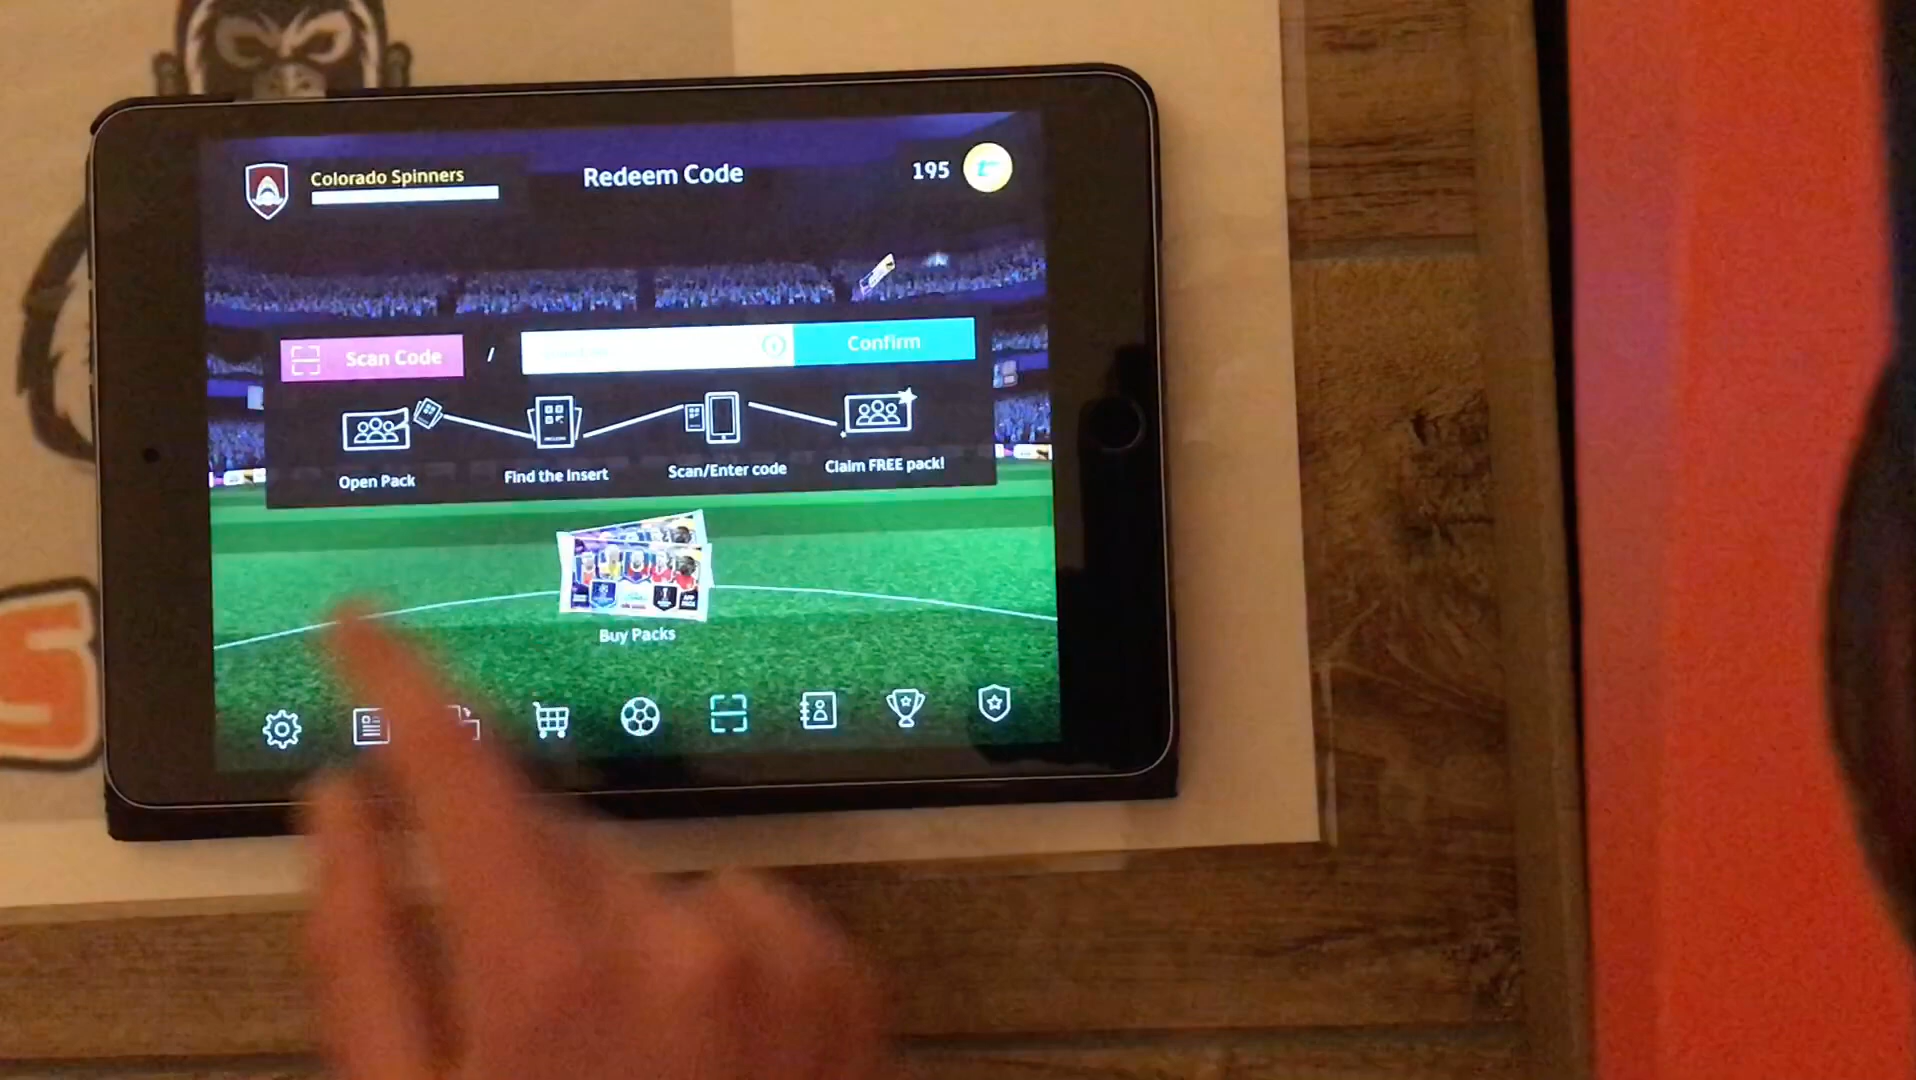 Colorado Spinners
Redeem Code
195
Scan Code
/
Confirm
Open Pack
Find the Insert
Scan/Enter code
Claim FREE pack!
Buy Packs
S